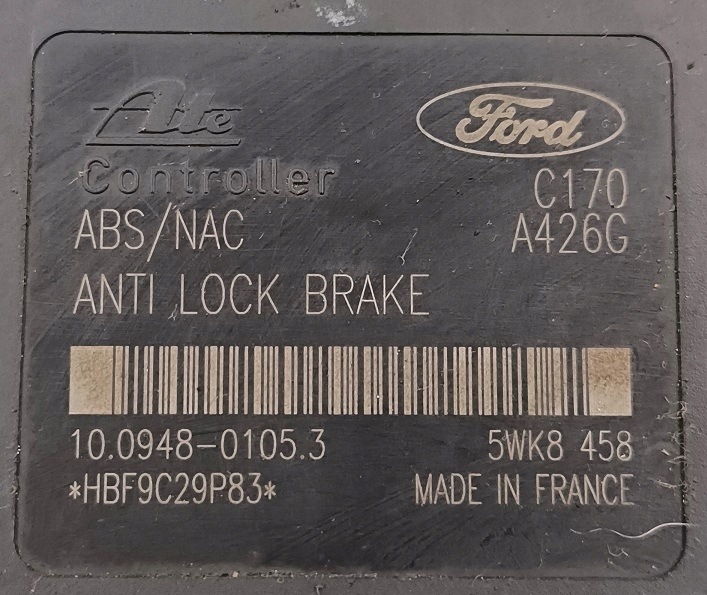 Ate Ford
Controller C170
ABS/NAC A426G
ANTI LOCK BRAKE
10.0948-0105.3 5WK8 458
*HBF9C29P83* MADE IN FRANCE